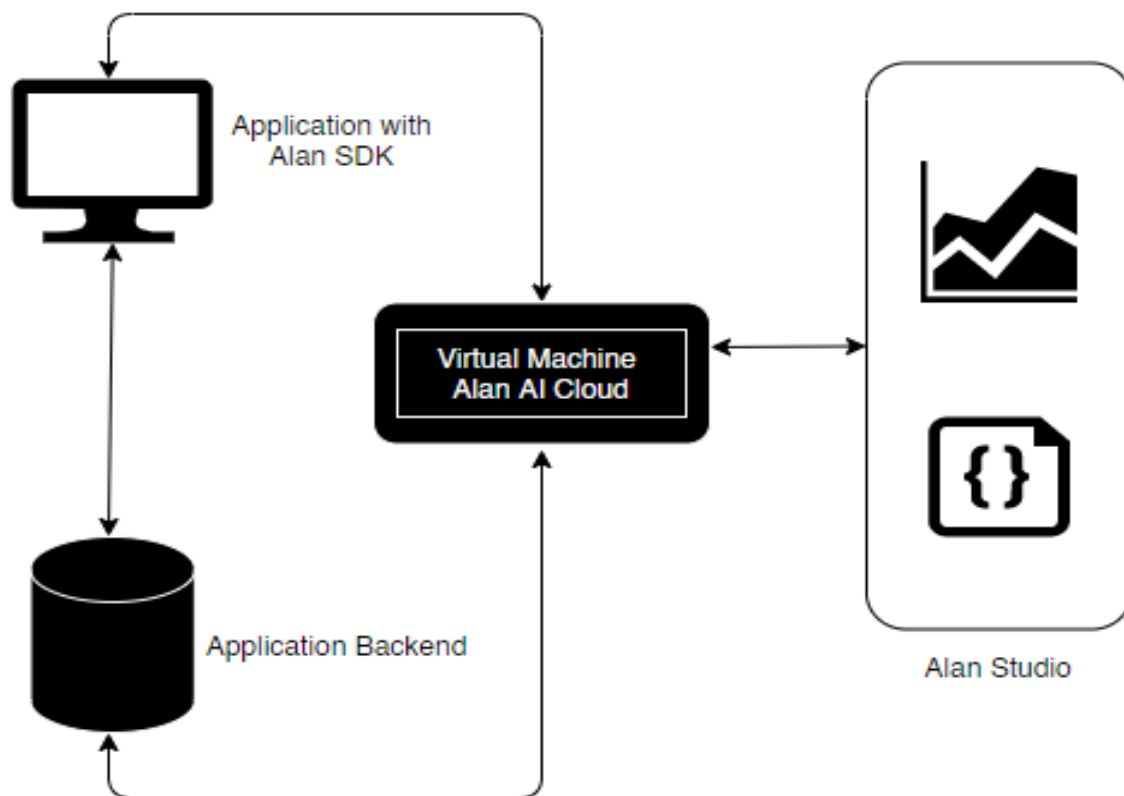 Application with
Alan SDK
Virtual Machine
Alan AI Cloud
{ }
Application Backend
Alan Studio